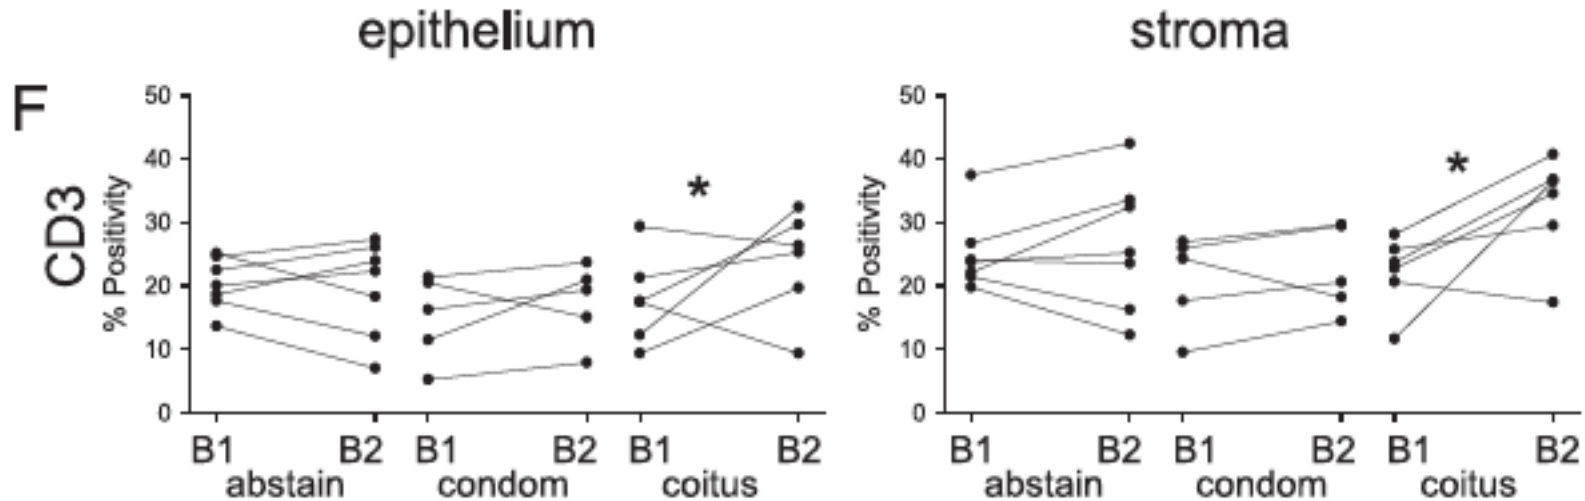 epithelium stroma
F
CD3
% Positivity
50
40
30
20
10
0
*
B1 B2 B1 B2 B1 B2
abstain condom coitus
% Positivity
50
40
30
20
10
0
*
B1 B2 B1 B2 B1 B2
abstain condom coitus